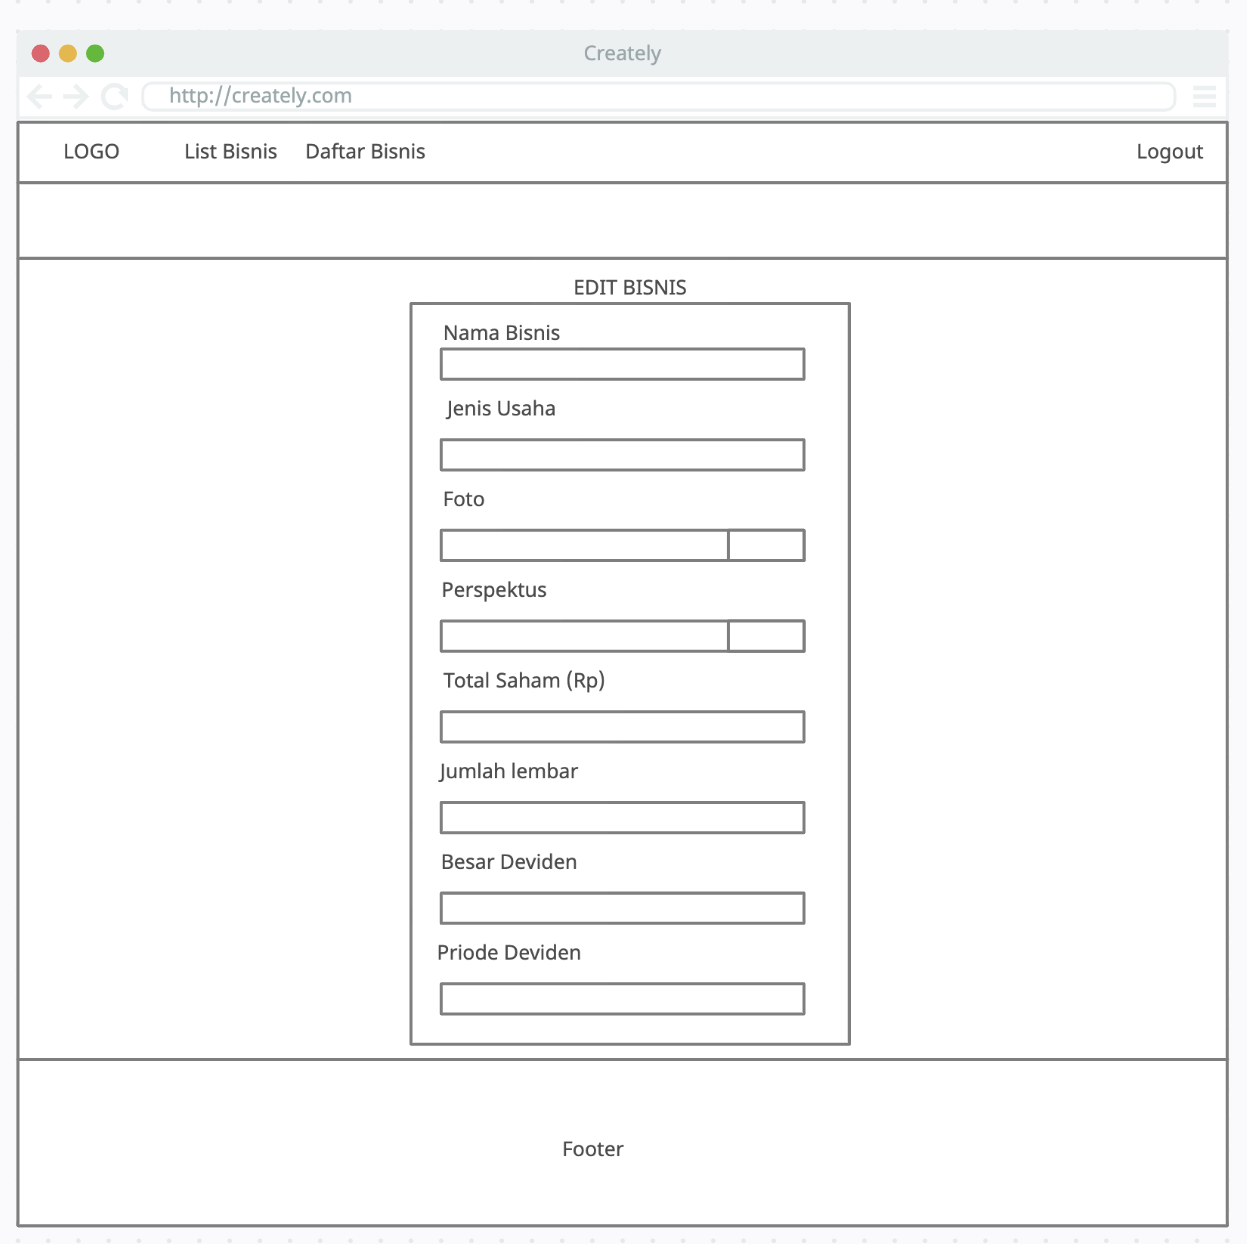 Creately
http://creately.com
LOGO List Bisnis Daftar Bisnis Logout
EDIT BISNIS
Nama Bisnis
Jenis Usaha
Foto
Perspektus
Total Saham (Rp)
Jumlah lembar
Besar Deviden
Priode Deviden
Footer